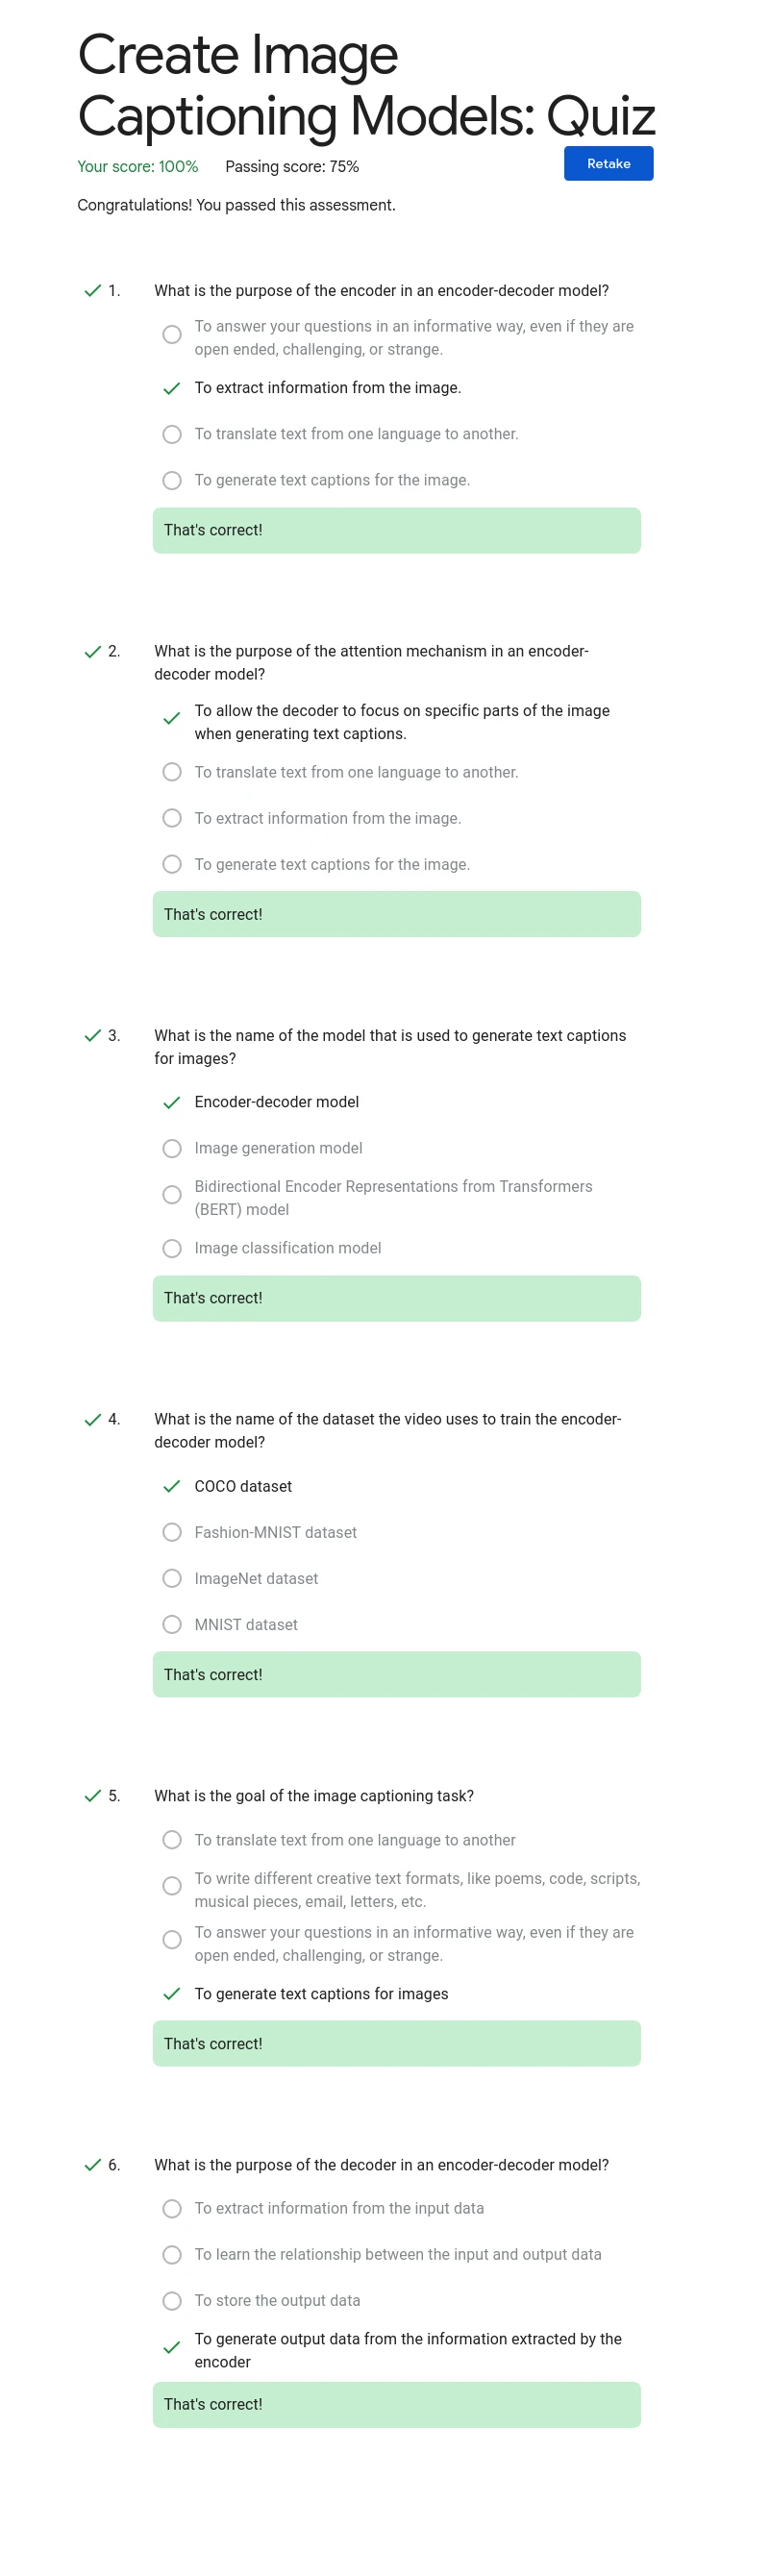 Create Image
Captioning Models: Quiz
Your score: 100% Passing score: 75%
Retake
Congratulations! You passed this assessment.
1. What is the purpose of the encoder in an encoder-decoder model?
To answer your questions in an informative way, even if they are
open ended, challenging, or strange.
To extract information from the image.
To translate text from one language to another.
To generate text captions for the image.
That's correct!
2. What is the purpose of the attention mechanism in an encoder-
decoder model?
To allow the decoder to focus on specific parts of the image
when generating text captions.
To translate text from one language to another.
To extract information from the image.
To generate text captions for the image.
That's correct!
3. What is the name of the model that is used to generate text captions
for images?
Encoder-decoder model
Image generation model
Bidirectional Encoder Representations from Transformers
(BERT) model
Image classification model
That's correct!
4. What is the name of the dataset the video uses to train the encoder-
decoder model?
COCO dataset
Fashion-MNIST dataset
ImageNet dataset
MNIST dataset
That's correct!
5. What is the goal of the image captioning task?
To translate text from one language to another
To write different creative text formats, like poems, code, scripts,
musical pieces, email, letters, etc.
To answer your questions in an informative way, even if they are
open ended, challenging, or strange.
To generate text captions for images
That's correct!
6. What is the purpose of the decoder in an encoder-decoder model?
To extract information from the input data
To learn the relationship between the input and output data
To store the output data
To generate output data from the information extracted by the
encoder
That's correct!